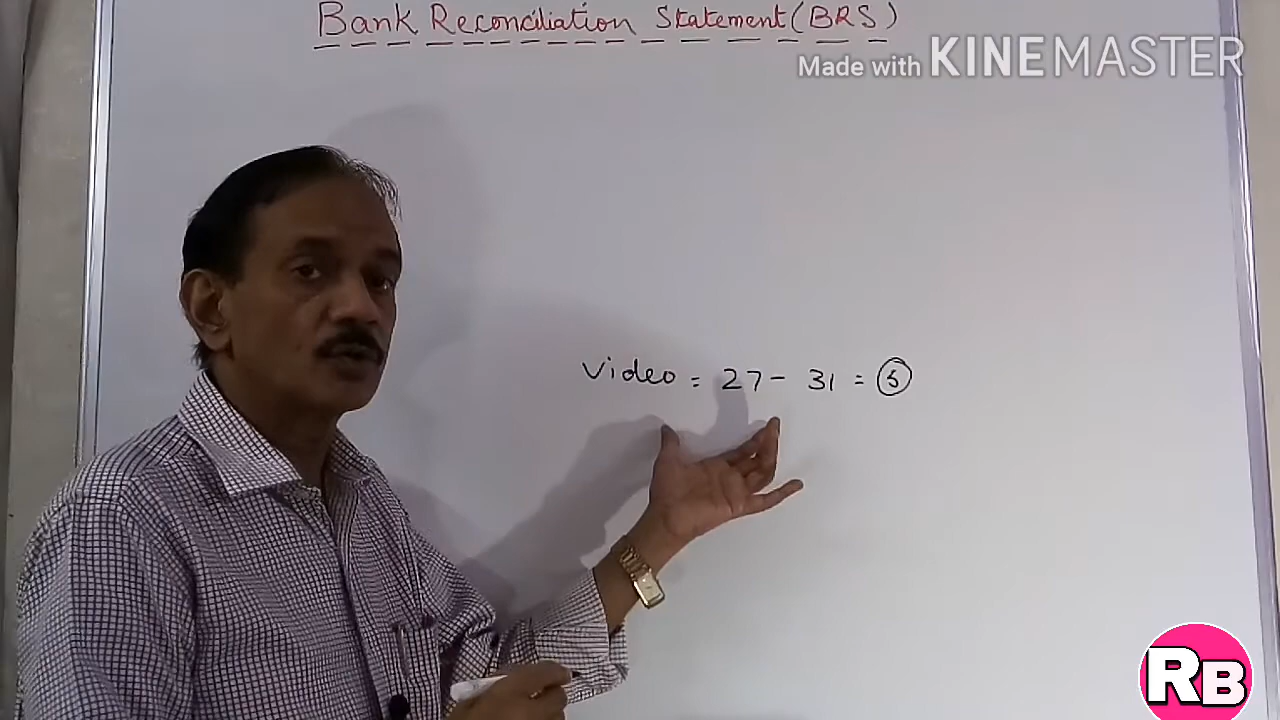 Bank Reconciliation Statement (BRS)
Made with KINEMASTER
Video = 27 - 31 = 5
RB